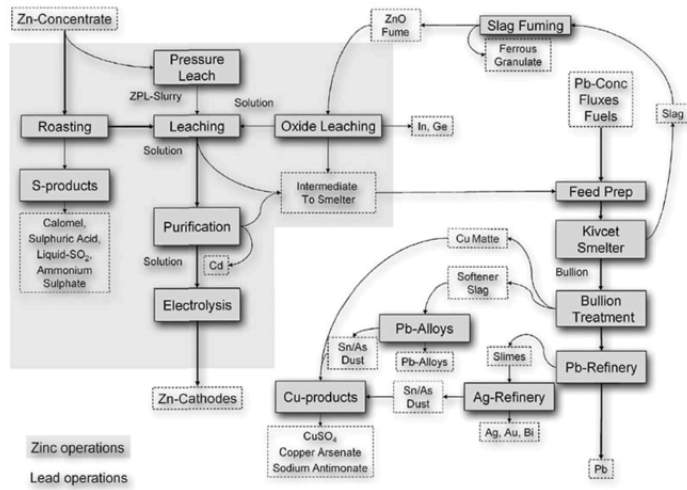 Zn-Concentrate
ZnO
Fume
Slag Fuming
Ferrous
Granulate
Pressure
Leach
ZPL-Slurry
Solution
Pb-Conc
Fluxes
Fuels
Slag
Roasting
Leaching
Oxide Leaching
In, Ge
Solution
S-products
Intermediate
To Smelter
Feed Prep
Calomel,
Sulphuric Acid,
Liquid-SO₂,
Ammonium
Sulphate
Purification
Kivcet
Smelter
Cu Matte
Solution
Cd
Bullion
Softener
Slag
Electrolysis
Bullion
Treatment
Pb-Alloys
Sn/As
Dust
Pb-Alloys
Slimes
Pb-Refinery
Zn-Cathodes
Cu-products
Sn/As
Dust
Ag-Refinery
CuSO₄
Copper Arsenate
Sodium Antimonate
Ag, Au, Bi
Zinc operations
Lead operations
Pb